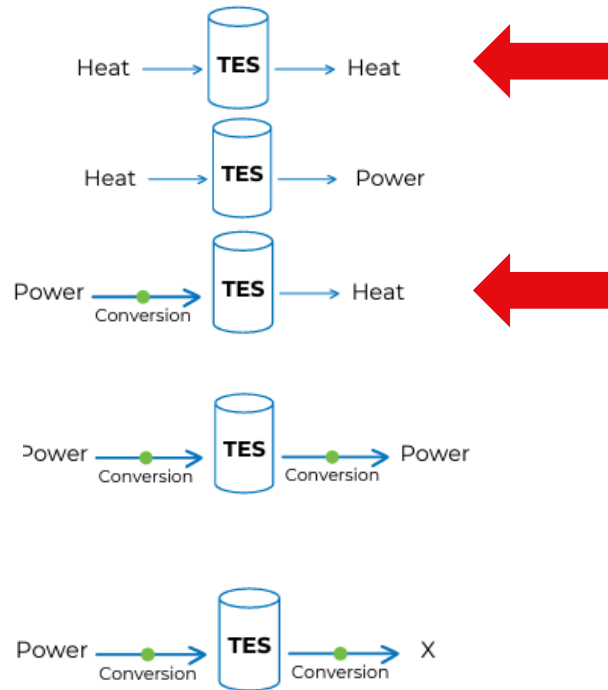 Heat TES Heat
Heat TES Power
Power Conversion TES Heat
Power Conversion TES Conversion Power
Power Conversion TES Conversion X